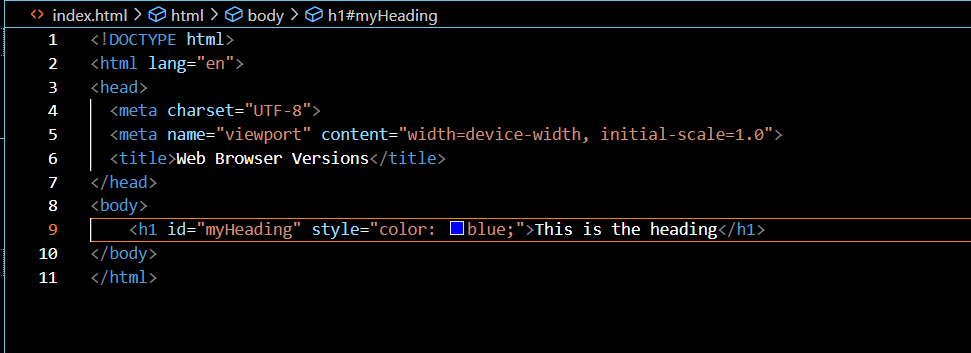 index.html > html > body > h1#myHeading
1 <!DOCTYPE html>
2 <html lang="en">
3 <head>
4   <meta charset="UTF-8">
5   <meta name="viewport" content="width=device-width, initial-scale=1.0">
6   <title>Web Browser Versions</title>
7 </head>
8 <body>
9     <h1 id="myHeading" style="color: blue;">This is the heading</h1>
10 </body>
11 </html>